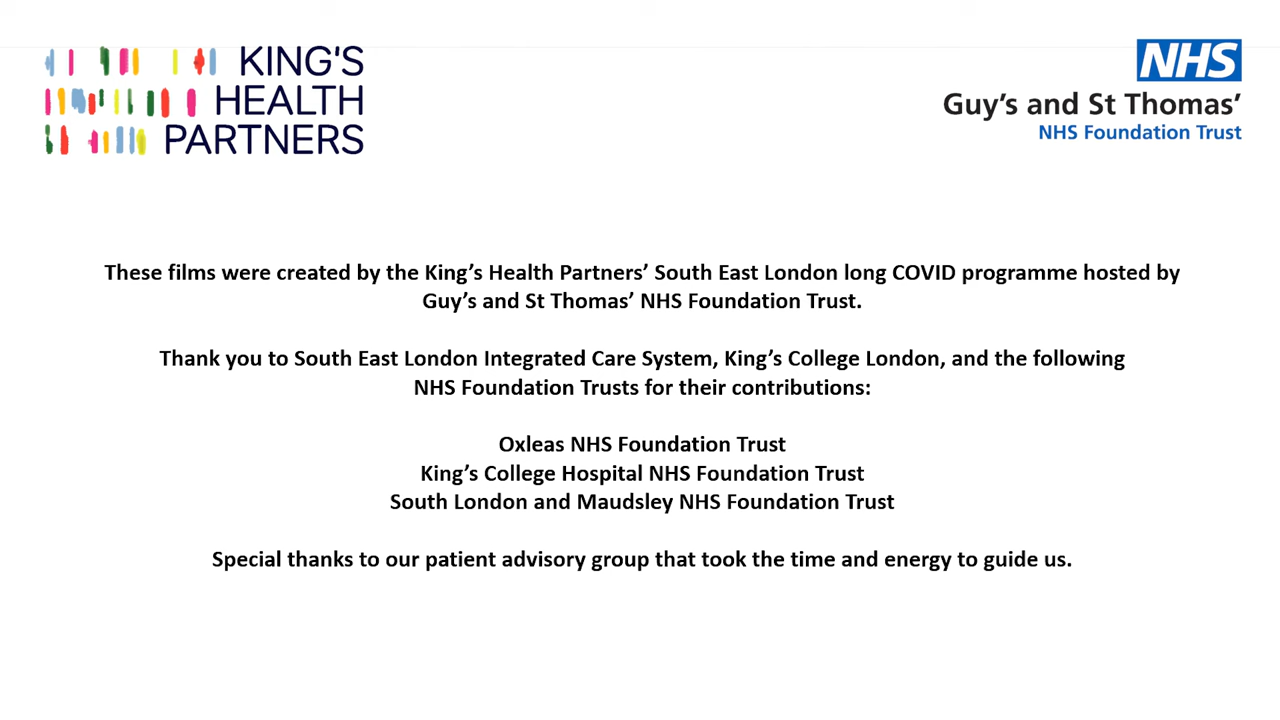 KING'S
HEALTH
PARTNERS
NHS
Guy's and St Thomas'
NHS Foundation Trust
These films were created by the King's Health Partners' South East London long COVID programme hosted by
Guy's and St Thomas' NHS Foundation Trust.
Thank you to South East London Integrated Care System, King's College London, and the following
NHS Foundation Trusts for their contributions:
Oxleas NHS Foundation Trust
King's College Hospital NHS Foundation Trust
South London and Maudsley NHS Foundation Trust
Special thanks to our patient advisory group that took the time and energy to guide us.